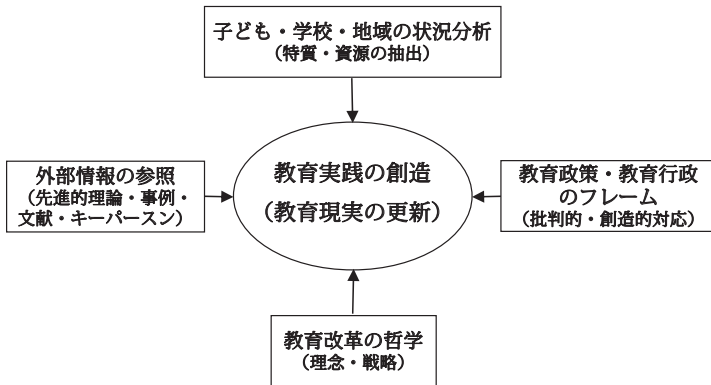 子ども・学校・地域の状況分析
（特質・資源の抽出）
外部情報の参照
（先進的理論・事例・
文献・キーパースン）
教育実践の創造
（教育現実の更新）
教育政策・教育行政
のフレーム
（批判的・創造的対応）
教育改革の哲学
（理念・戦略）